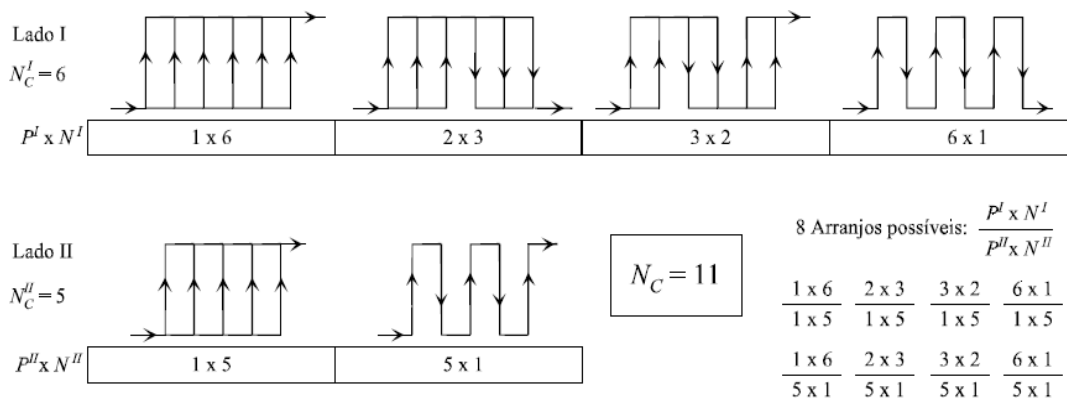 Lado I
N_C^I = 6
P^I x N^I
1 x 6
2 x 3
3 x 2
6 x 1
Lado II
N_C^II = 5
P^II x N^II
1 x 5
5 x 1
N_C = 11
8 Arranjos possíveis: P^I x N^I / P^II x N^II
1 x 6 2 x 3 3 x 2 6 x 1
1 x 5 1 x 5 1 x 5 1 x 5
1 x 6 2 x 3 3 x 2 6 x 1
5 x 1 5 x 1 5 x 1 5 x 1